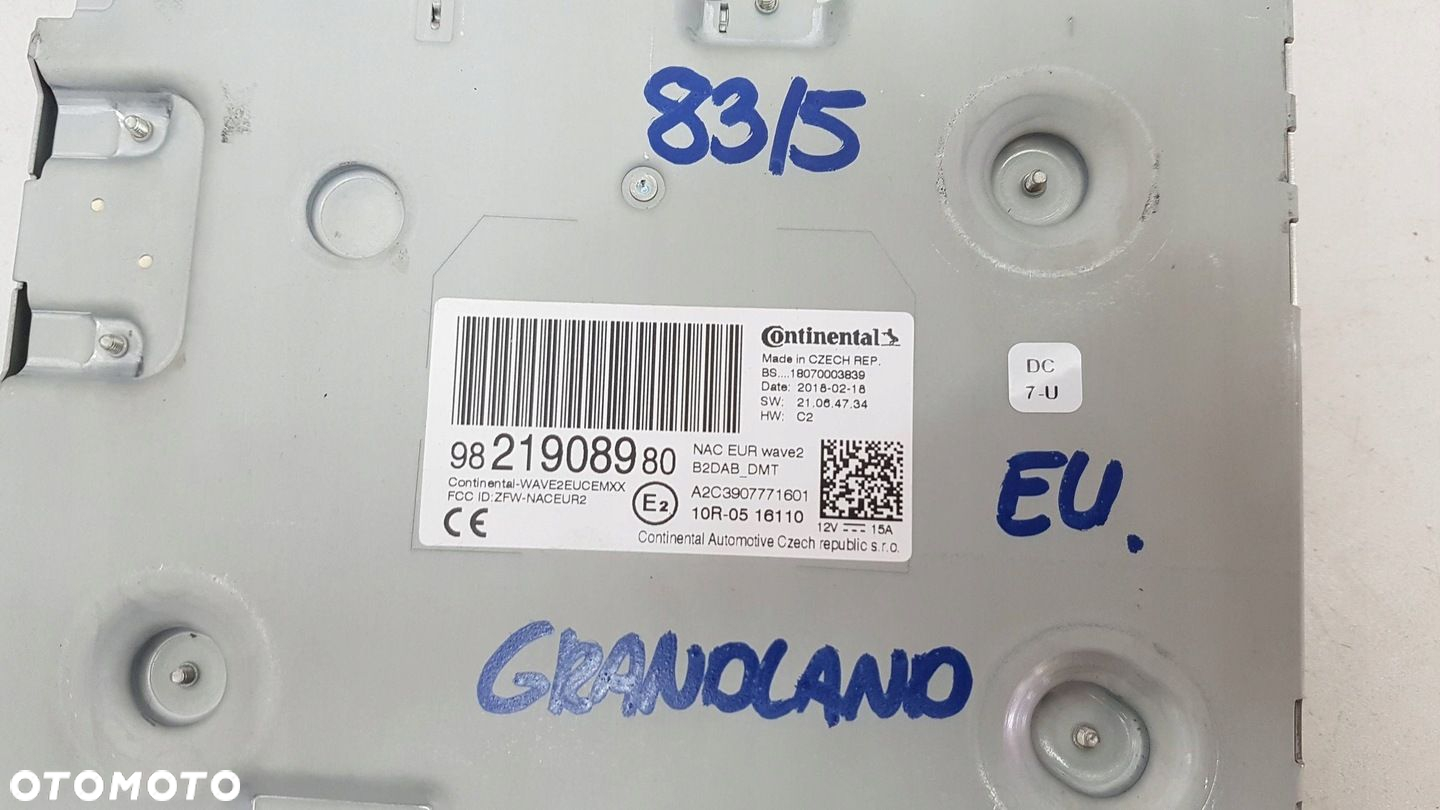 83/5
Continental
Made in CZECH REP.
BS....18070003839
Date: 2018-02-18
SW: 21.06.47.34
HW: C2
DC
7-U
98 219089 80
NAC EUR wave2
B2DAB_DMT
Continental-WAVE2EUCEMXX
FCC ID:ZFW-NACEUR2
E2
A2C3907771601
10R-05 16110
12V 15A
CE
Continental Automotive Czech republic s.r.o.
EU.
GRANDLAND
OTOMOTO